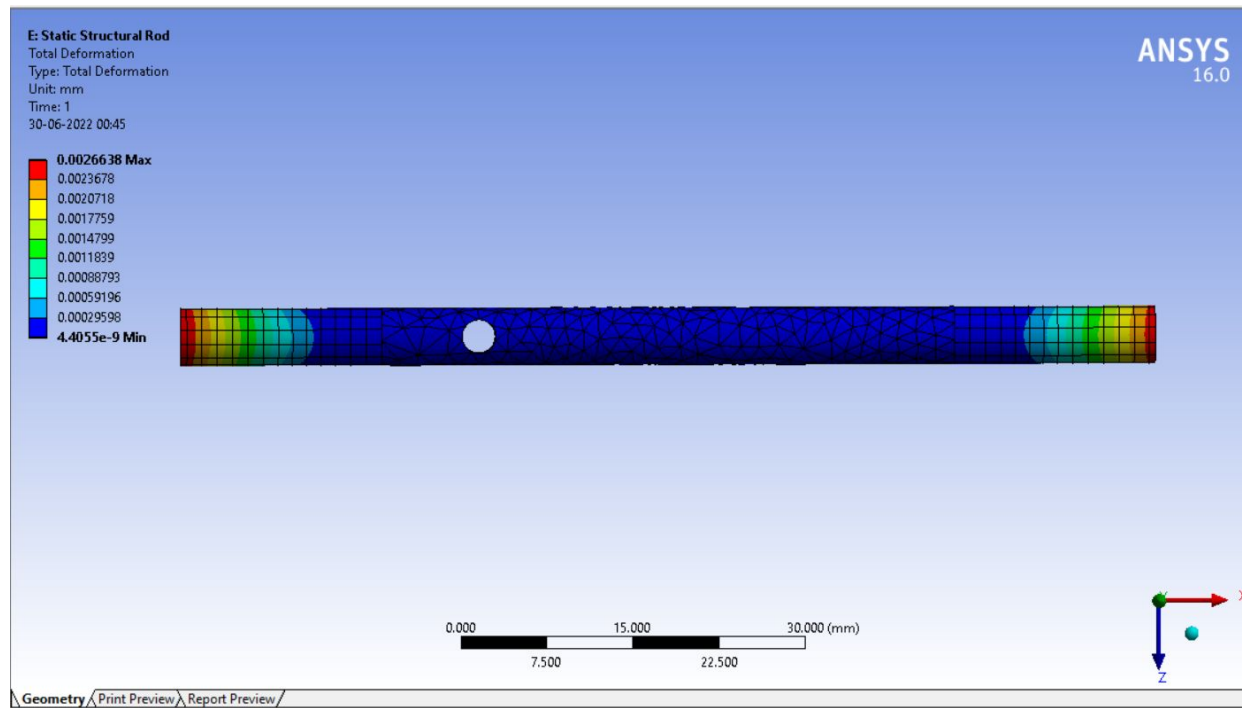 E: Static Structural Rod
Total Deformation
Type: Total Deformation
Unit: mm
Time: 1
30-06-2022 00:45
0.0026638 Max
0.0023678
0.0020718
0.0017759
0.0014799
0.0011839
0.00088793
0.00059196
0.00029598
4.4055e-9 Min
ANSYS
16.0
0.000 15.000 30.000 (mm)
7.500 22.500
X
Z
Geometry Print Preview Report Preview